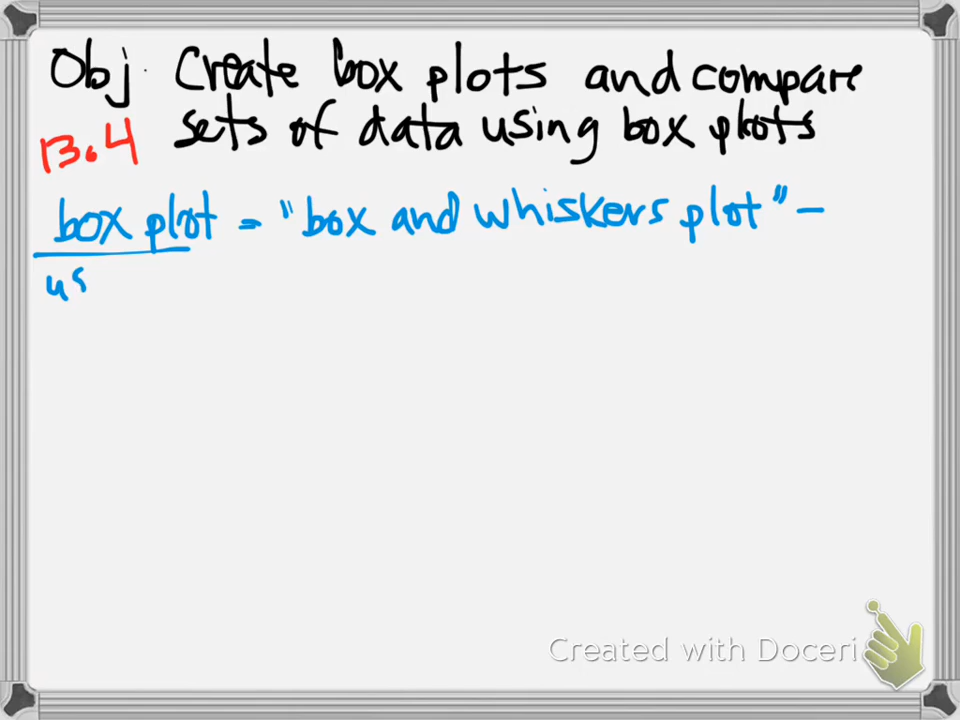 Obj. Create box plots and compare
13.4 sets of data using box plots
box plot = "box and whiskers plot" –
us
Created with Doceri